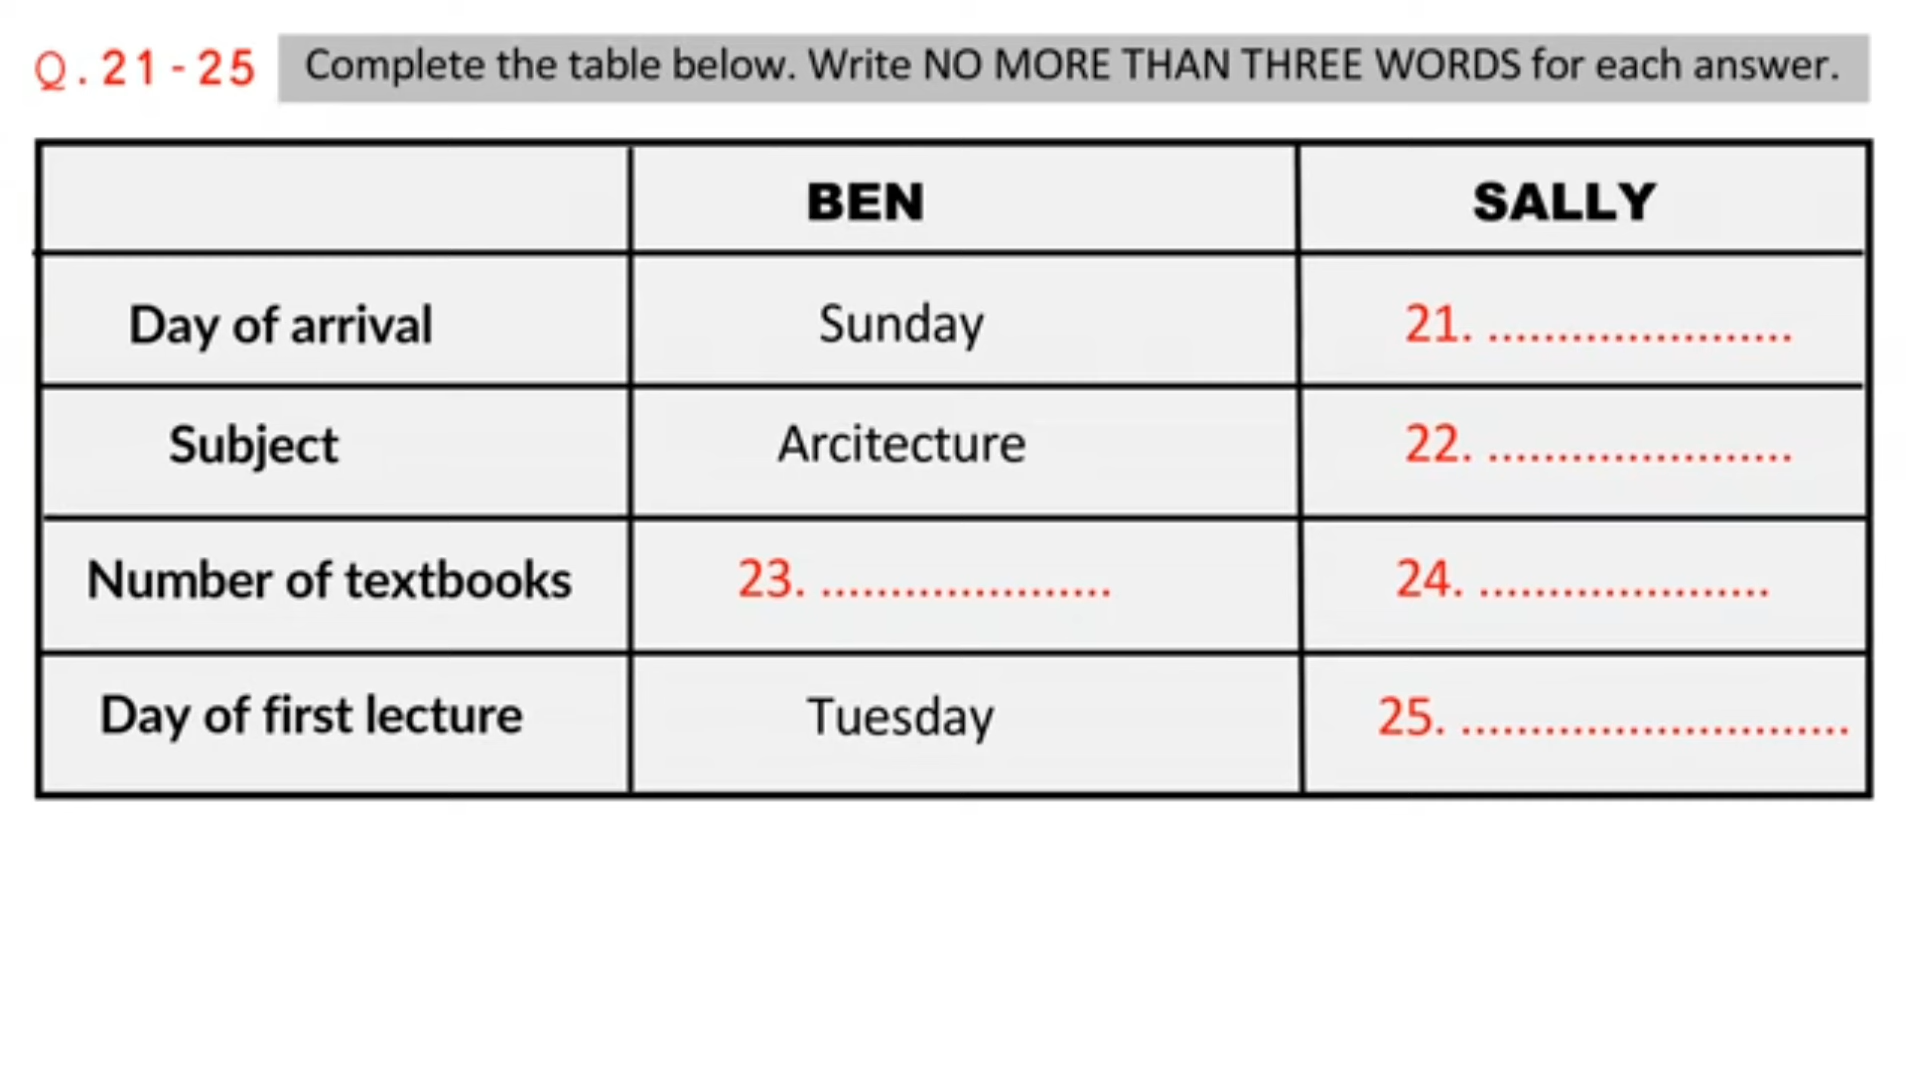 Q.21-25 Complete the table below. Write NO MORE THAN THREE WORDS for each answer.
BEN SALLY
Day of arrival Sunday 21. ......................
Subject Arcitecture 22. ......................
Number of textbooks 23. ..................... 24. .....................
Day of first lecture Tuesday 25. ............................